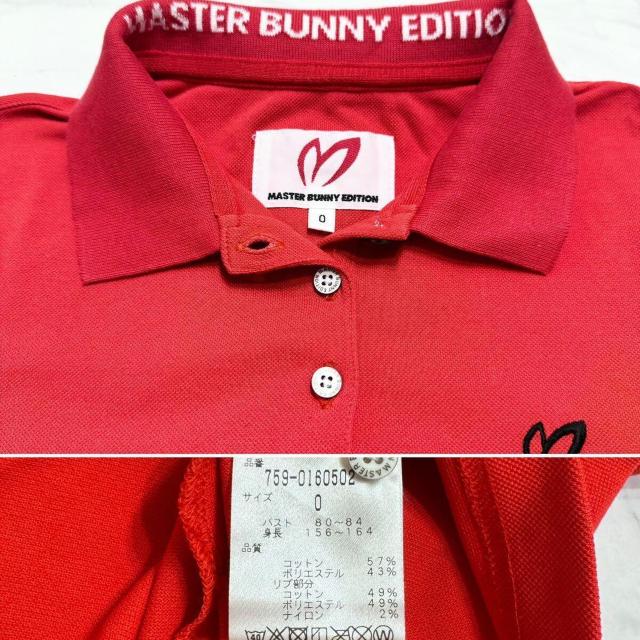 MASTER BUNNY EDITIO
MASTER BUNNY EDITION
0
品番
759-0160502
サイズ
0
バスト 80～84
身長 156～164
品質
コットン 57%
ポリエステル 43%
リブ部分
コットン 49%
ポリエステル 49%
ナイロン 2%